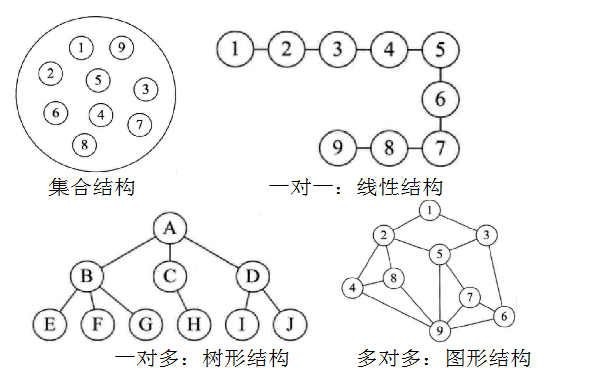 1 9
2 5 3
6 4 7
8
集合结构
1 2 3 4 5
6
9 8 7
一对一：线性结构
A
B C D
E F G H I J
一对多：树形结构
1
2 3
5
4 8 7
6
9
多对多：图形结构